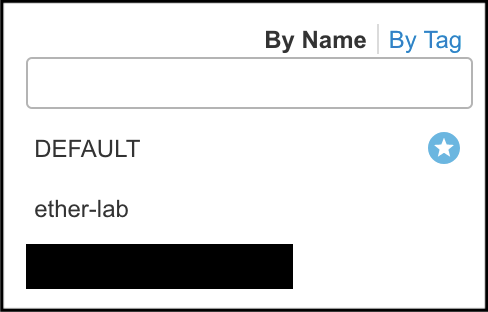 By Name | By Tag
DEFAULT
ether-lab